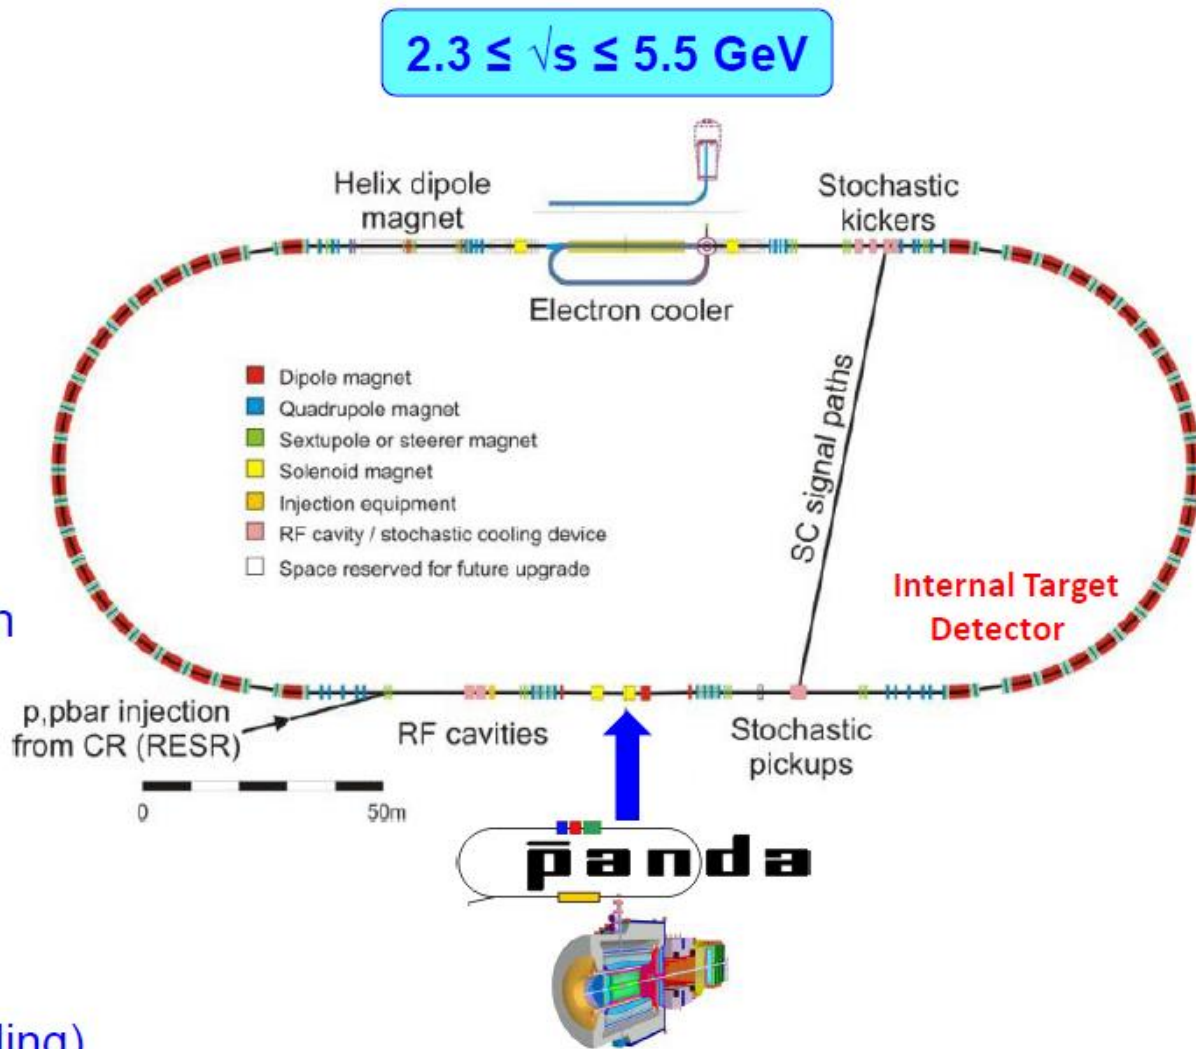 2.3 ≤ √s ≤ 5.5 GeV
Helix dipole
magnet
Stochastic
kickers
Electron cooler
Dipole magnet
Quadrupole magnet
Sextupole or steerer magnet
Solenoid magnet
Injection equipment
RF cavity / stochastic cooling device
Space reserved for future upgrade
SC signal paths
Internal Target
Detector
p,pbar injection
from CR (RESR)
RF cavities
Stochastic
pickups
0
50m
p̅anda